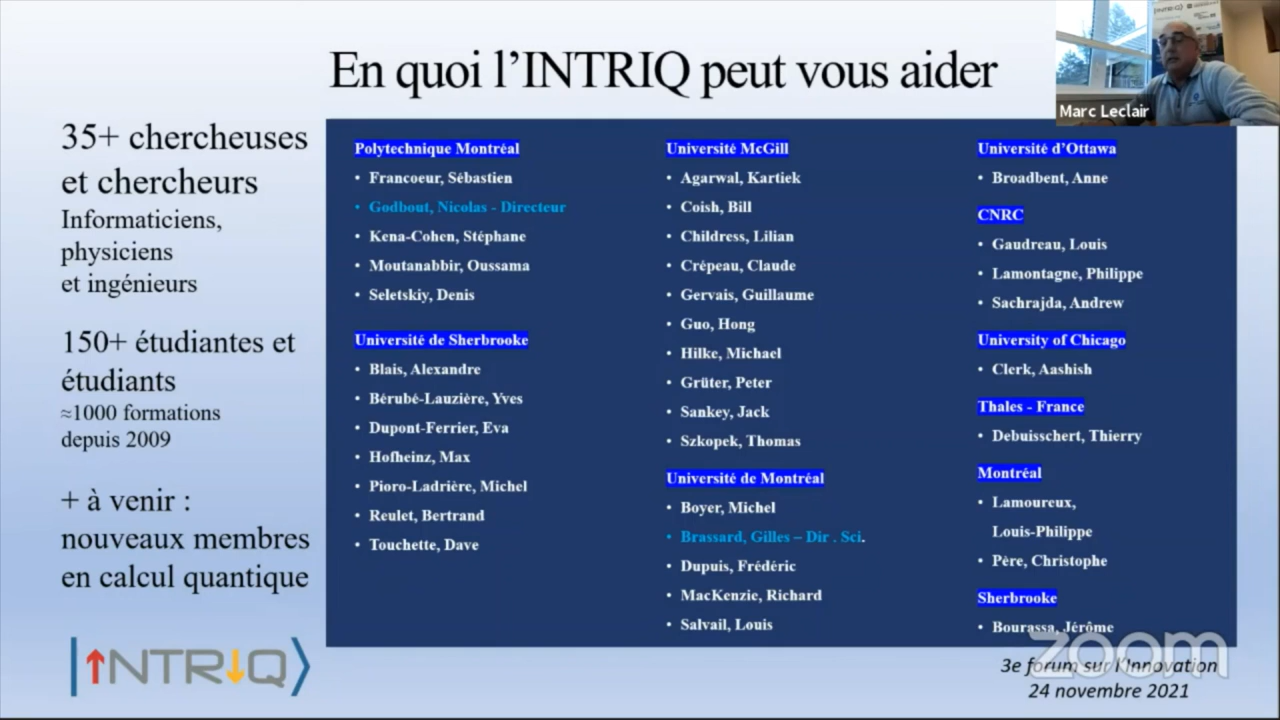 En quoi l'INTRIQ peut vous aider
Marc Leclair
35+ chercheuses
et chercheurs
Informaticiens,
physiciens
et ingénieurs
150+ étudiantes et
étudiants
≈1000 formations
depuis 2009
+ à venir :
nouveaux membres
en calcul quantique
INTRIQ
Polytechnique Montréal
• Francoeur, Sébastien
• Godbout, Nicolas - Directeur
• Kena-Cohen, Stéphane
• Moutanabbir, Oussama
• Seletskiy, Denis
Université de Sherbrooke
• Blais, Alexandre
• Bérubé-Lauzière, Yves
• Dupont-Ferrier, Eva
• Hofheinz, Max
• Pioro-Ladrière, Michel
• Reulet, Bertrand
• Touchette, Dave
Université McGill
• Agarwal, Kartiek
• Coish, Bill
• Childress, Lilian
• Crépeau, Claude
• Gervais, Guillaume
• Guo, Hong
• Hilke, Michael
• Grüter, Peter
• Sankey, Jack
• Szkopek, Thomas
Université de Montréal
• Boyer, Michel
• Brassard, Gilles – Dir . Sci.
• Dupuis, Frédéric
• MacKenzie, Richard
• Salvail, Louis
Université d'Ottawa
• Broadbent, Anne
CNRC
• Gaudreau, Louis
• Lamontagne, Philippe
• Sachrajda, Andrew
University of Chicago
• Clerk, Aashish
Thales - France
• Debuisschert, Thierry
Montréal
• Lamoureux,
Louis-Philippe
• Père, Christophe
Sherbrooke
• Bourassa, Jérôme
zoom
3e forum sur l'Innovation
24 novembre 2021